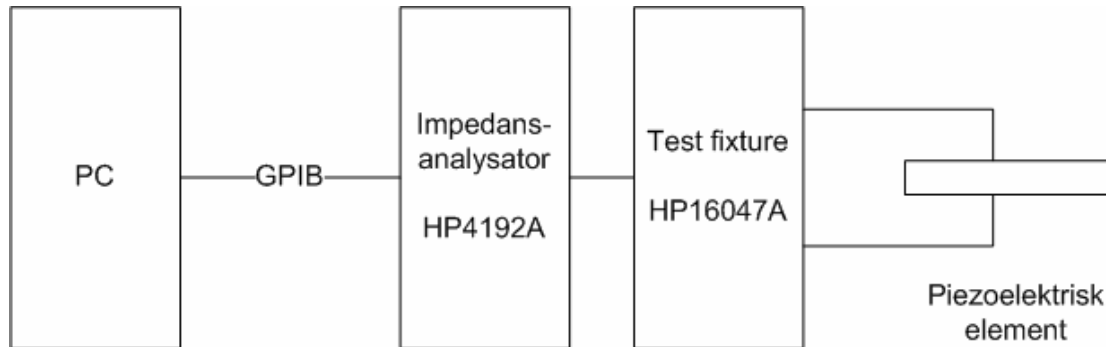 PC
GPIB
Impedans-
analysator
HP4192A
Test fixture
HP16047A
Piezoelektrisk
element